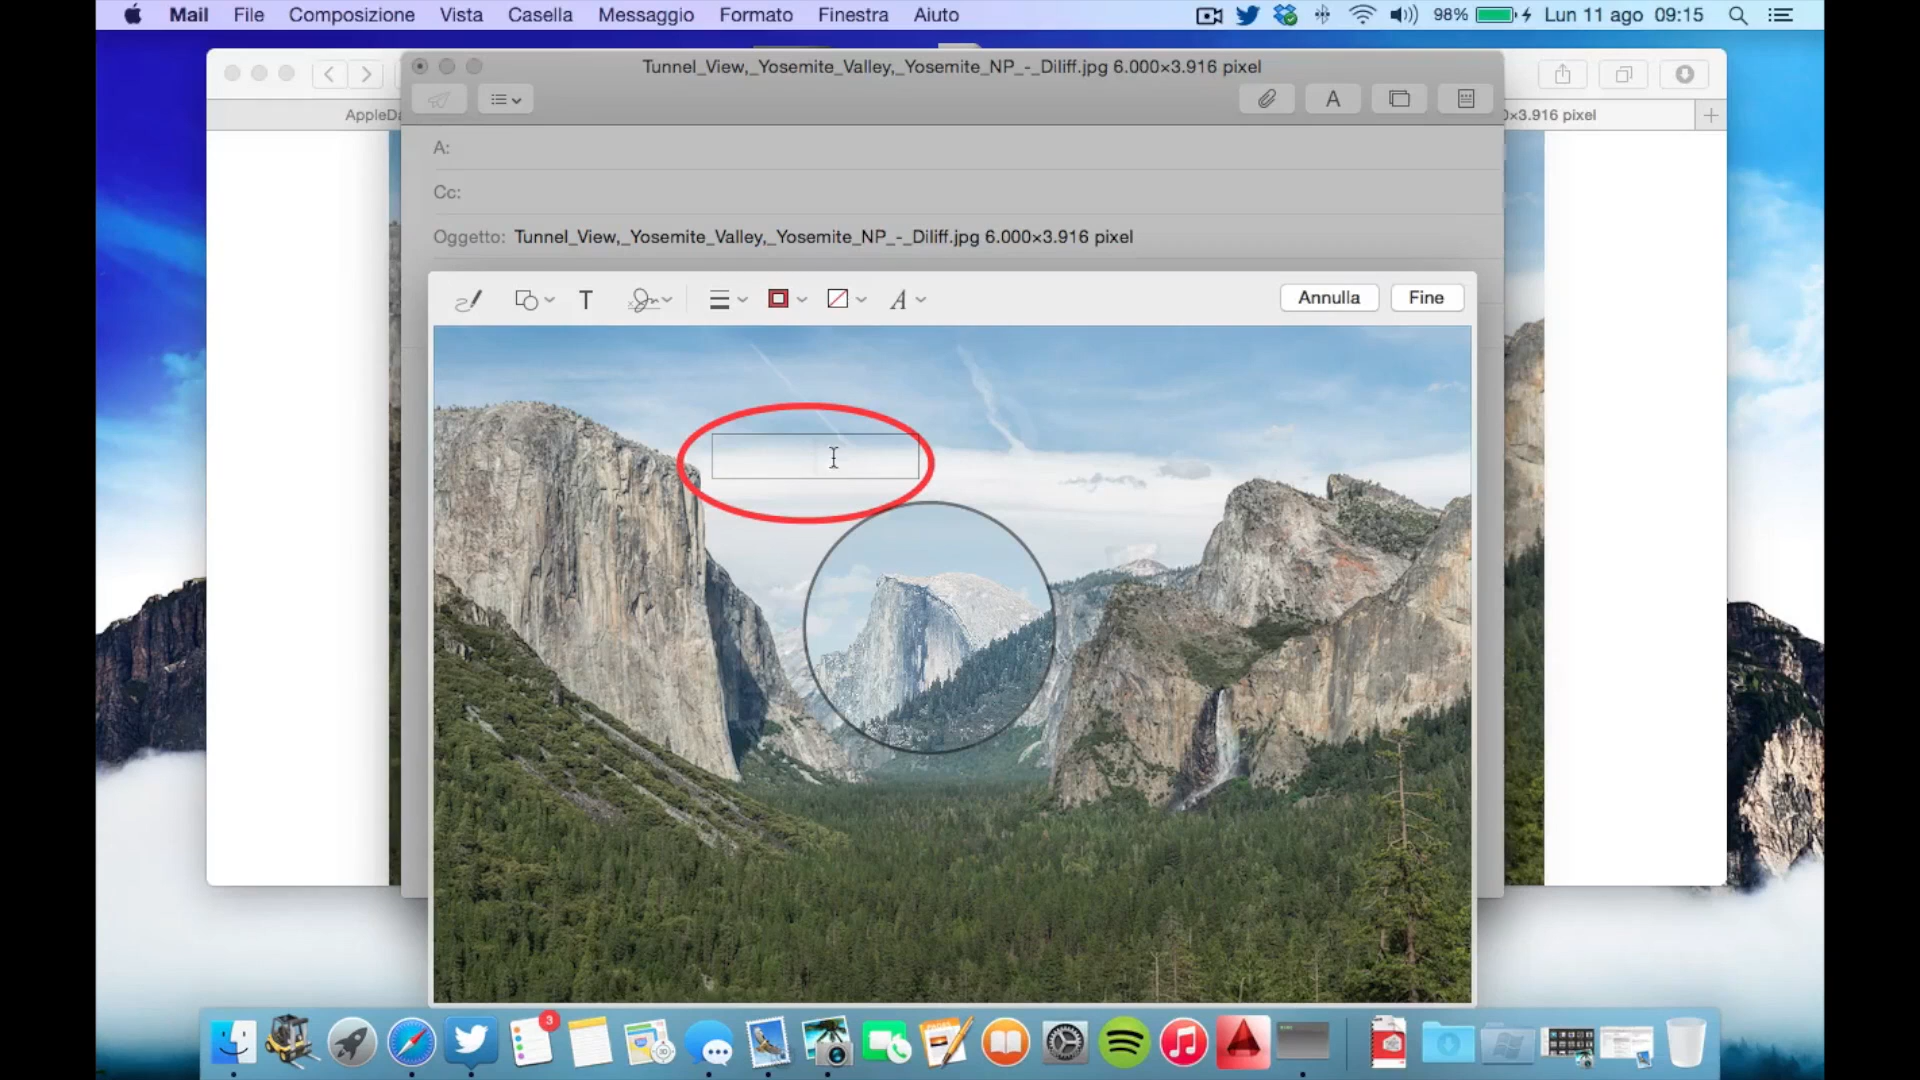 Mail File Composizione Vista Casella Messaggio Formato Finestra Aiuto 98% Lun 11 ago 09:15
Tunnel_View,_Yosemite_Valley,_Yosemite_NP_-_Diliff.jpg 6.000×3.916 pixel
A
AppleDa
×3.916 pixel
A:
Cc:
Oggetto: Tunnel_View,_Yosemite_Valley,_Yosemite_NP_-_Diliff.jpg 6.000×3.916 pixel
T A Annulla Fine
3